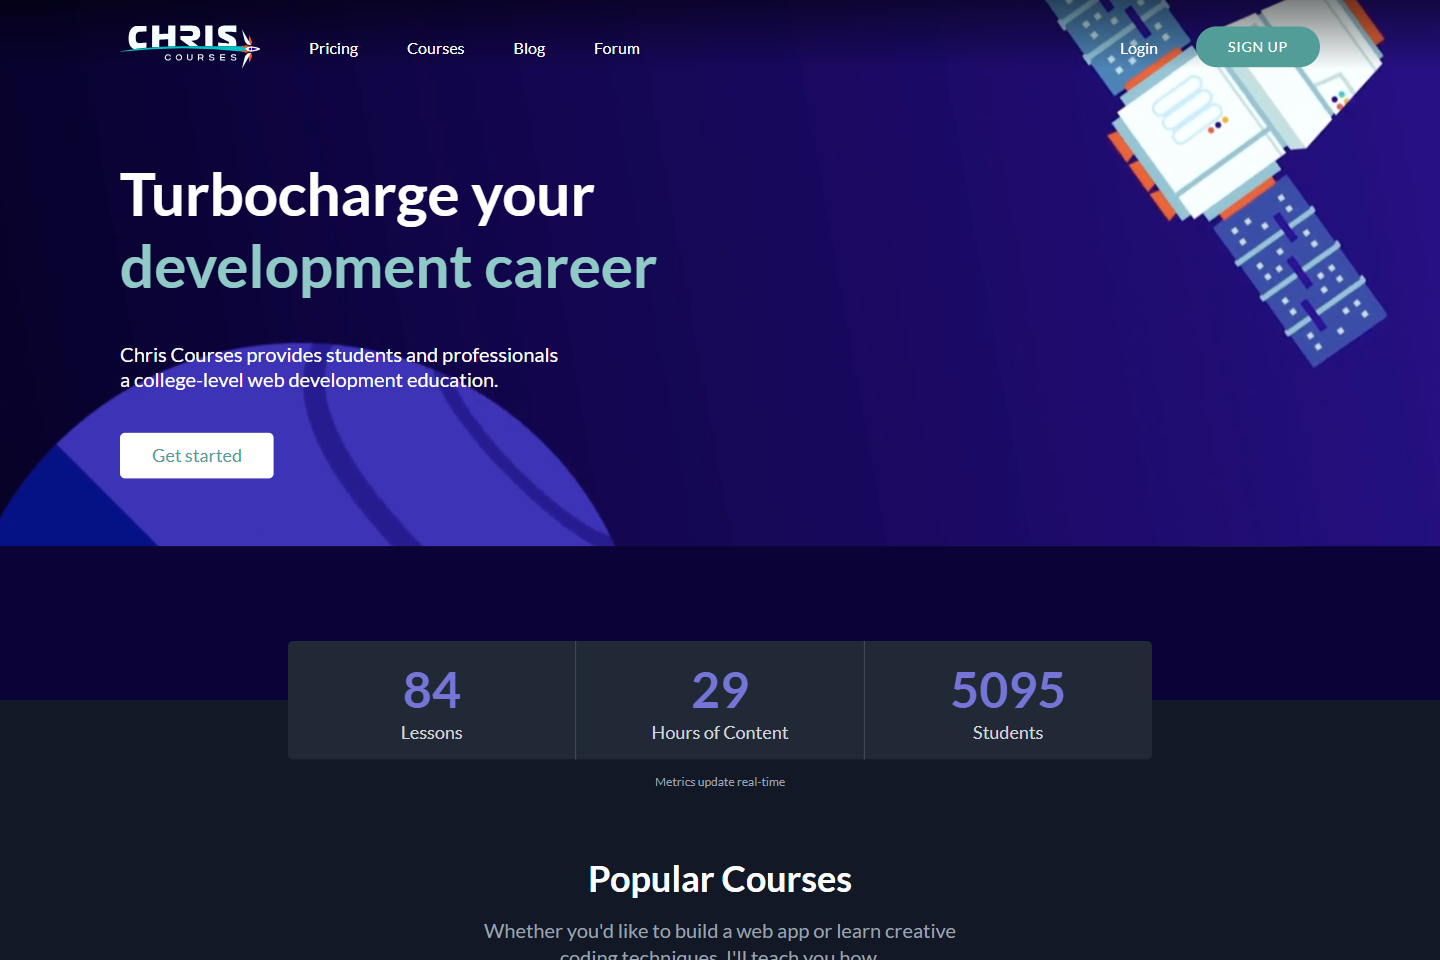 CHRIS
COURSES
Pricing
Courses
Blog
Forum
Login
SIGN UP
Turbocharge your
development career
Chris Courses provides students and professionals
a college-level web development education.
Get started
84
Lessons
29
Hours of Content
5095
Students
Metrics update real-time
Popular Courses
Whether you'd like to build a web app or learn creative
coding techniques, I'll teach you how.